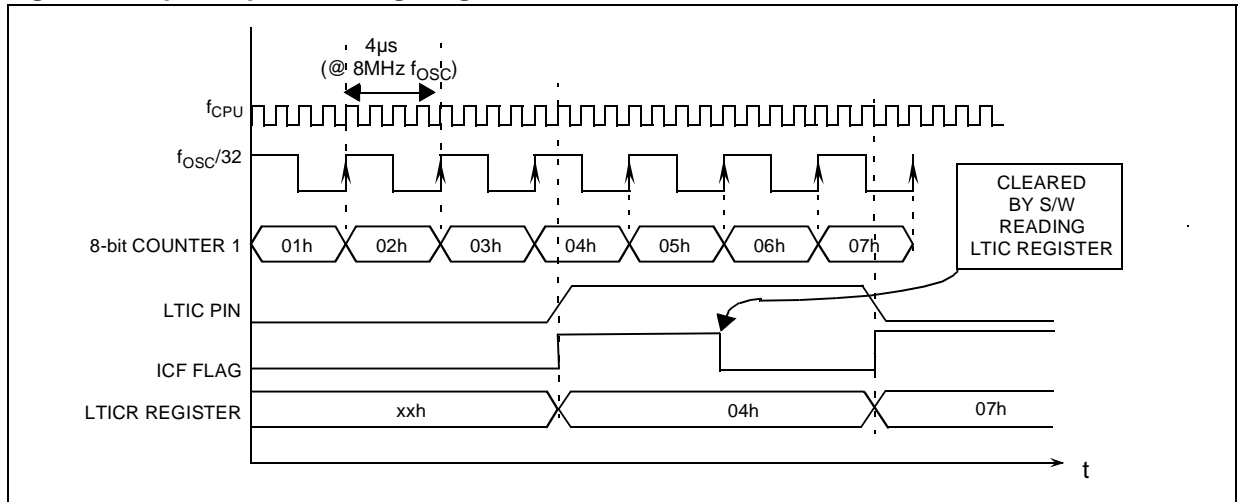 4µs
(@ 8MHz fOSC)
fCPU
fOSC/32
CLEARED
BY S/W
READING
LTIC REGISTER
8-bit COUNTER 1
01h
02h
03h
04h
05h
06h
07h
LTIC PIN
ICF FLAG
LTICR REGISTER
xxh
04h
07h
t